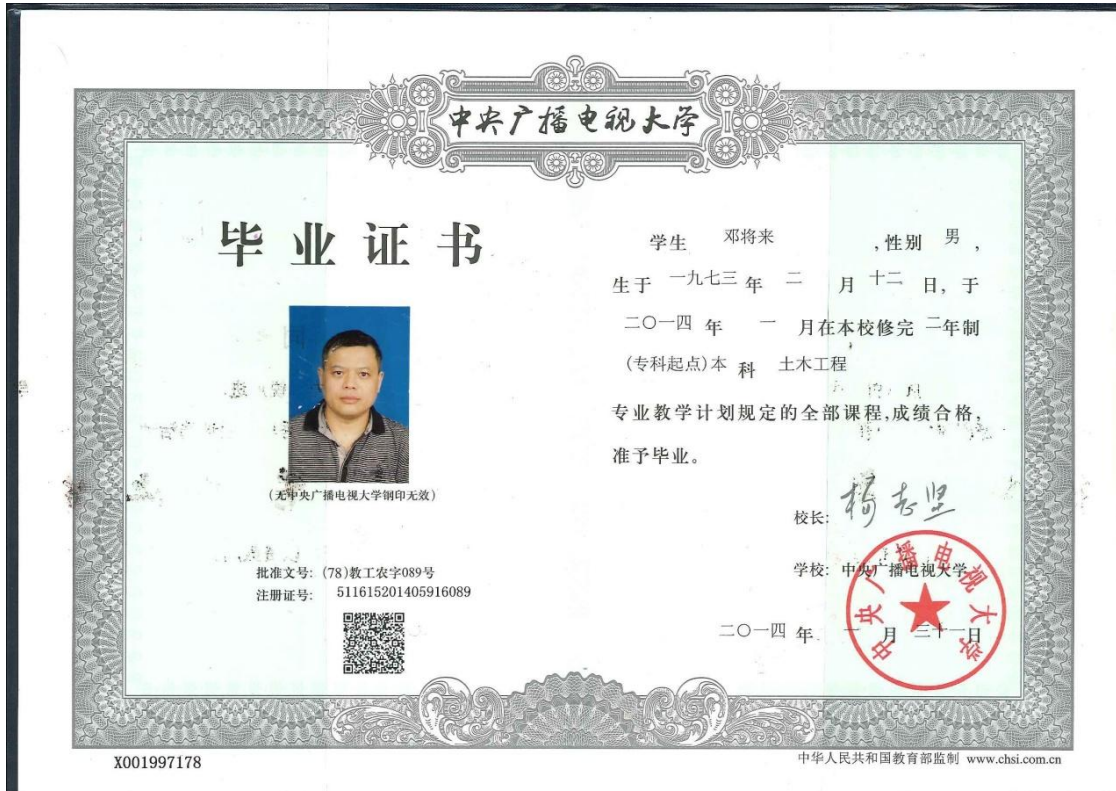 中央广播电视大学
毕业证书
(无中央广播电视大学钢印无效)
批准文号: (78)教工农字089号
注册证号: 511615201405916089
学生 邓将来 ,性别 男 ,
生于 一九七三 年 二 月 十二 日, 于
二〇一四 年 一 月在本校修完 二年制
(专科起点)本 科 土木工程
专业教学计划规定的全部课程,成绩合格,
准予毕业。
校长: 杨志坚
学校: 中央广播电视大学
二〇一四 年 一 月 三十一日
中央广播电视大学
X001997178
中华人民共和国教育部监制 www.chsi.com.cn